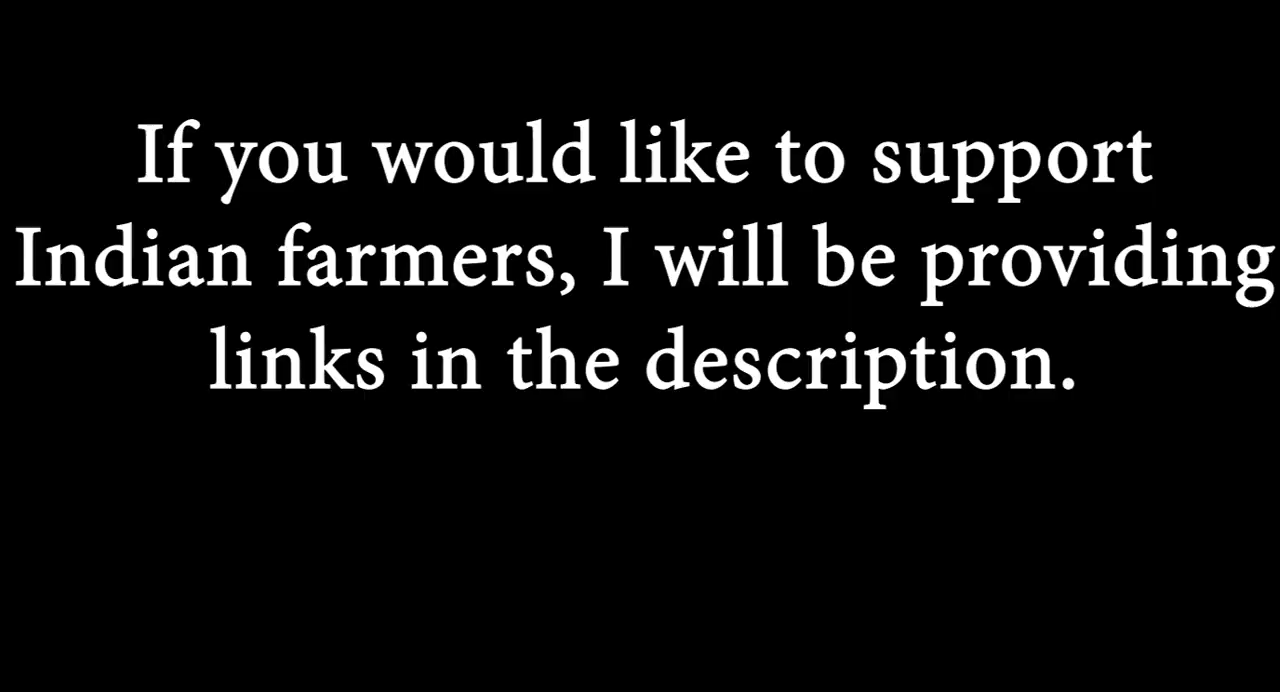 If you would like to support
Indian farmers, I will be providing
links in the description.